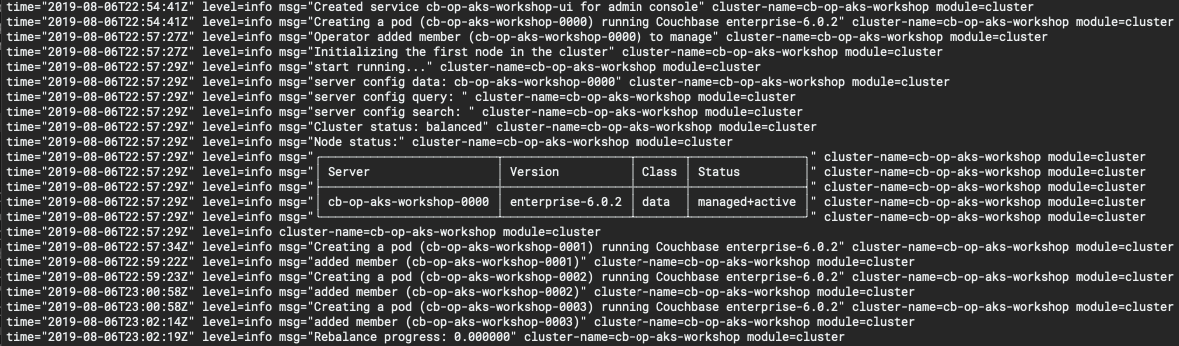 time="2019-08-06T22:54:41Z" level=info msg="Created service cb-op-aks-workshop-ui for admin console" cluster-name=cb-op-aks-workshop module=cluster
time="2019-08-06T22:54:41Z" level=info msg="Creating a pod (cb-op-aks-workshop-0000) running Couchbase enterprise-6.0.2" cluster-name=cb-op-aks-workshop module=cluster
time="2019-08-06T22:57:27Z" level=info msg="Operator added member (cb-op-aks-workshop-0000) to manage" cluster-name=cb-op-aks-workshop module=cluster
time="2019-08-06T22:57:27Z" level=info msg="Initializing the first node in the cluster" cluster-name=cb-op-aks-workshop module=cluster
time="2019-08-06T22:57:29Z" level=info msg="start running..." cluster-name=cb-op-aks-workshop module=cluster
time="2019-08-06T22:57:29Z" level=info msg="server config data: cb-op-aks-workshop-0000" cluster-name=cb-op-aks-workshop module=cluster
time="2019-08-06T22:57:29Z" level=info msg="server config query: " cluster-name=cb-op-aks-workshop module=cluster
time="2019-08-06T22:57:29Z" level=info msg="server config search: " cluster-name=cb-op-aks-workshop module=cluster
time="2019-08-06T22:57:29Z" level=info msg="Cluster status: balanced" cluster-name=cb-op-aks-workshop module=cluster
time="2019-08-06T22:57:29Z" level=info msg="Node status:" cluster-name=cb-op-aks-workshop module=cluster
time="2019-08-06T22:57:29Z" level=info msg="┌─────────────────────────┬──────────────────┬───────┬────────────────┐" cluster-name=cb-op-aks-workshop module=cluster
time="2019-08-06T22:57:29Z" level=info msg="│ Server │ Version │ Class │ Status │" cluster-name=cb-op-aks-workshop module=cluster
time="2019-08-06T22:57:29Z" level=info msg="├─────────────────────────┼──────────────────┼───────┼────────────────┤" cluster-name=cb-op-aks-workshop module=cluster
time="2019-08-06T22:57:29Z" level=info msg="│ cb-op-aks-workshop-0000 │ enterprise-6.0.2 │ data │ managed+active │" cluster-name=cb-op-aks-workshop module=cluster
time="2019-08-06T22:57:29Z" level=info msg="└─────────────────────────┴──────────────────┴───────┴────────────────┘" cluster-name=cb-op-aks-workshop module=cluster
time="2019-08-06T22:57:29Z" level=info cluster-name=cb-op-aks-workshop module=cluster
time="2019-08-06T22:57:34Z" level=info msg="Creating a pod (cb-op-aks-workshop-0001) running Couchbase enterprise-6.0.2" cluster-name=cb-op-aks-workshop module=cluster
time="2019-08-06T22:59:22Z" level=info msg="added member (cb-op-aks-workshop-0001)" cluster-name=cb-op-aks-workshop module=cluster
time="2019-08-06T22:59:23Z" level=info msg="Creating a pod (cb-op-aks-workshop-0002) running Couchbase enterprise-6.0.2" cluster-name=cb-op-aks-workshop module=cluster
time="2019-08-06T23:00:58Z" level=info msg="added member (cb-op-aks-workshop-0002)" cluster-name=cb-op-aks-workshop module=cluster
time="2019-08-06T23:00:58Z" level=info msg="Creating a pod (cb-op-aks-workshop-0003) running Couchbase enterprise-6.0.2" cluster-name=cb-op-aks-workshop module=cluster
time="2019-08-06T23:02:14Z" level=info msg="added member (cb-op-aks-workshop-0003)" cluster-name=cb-op-aks-workshop module=cluster
time="2019-08-06T23:02:19Z" level=info msg="Rebalance progress: 0.000000" cluster-name=cb-op-aks-workshop module=cluster